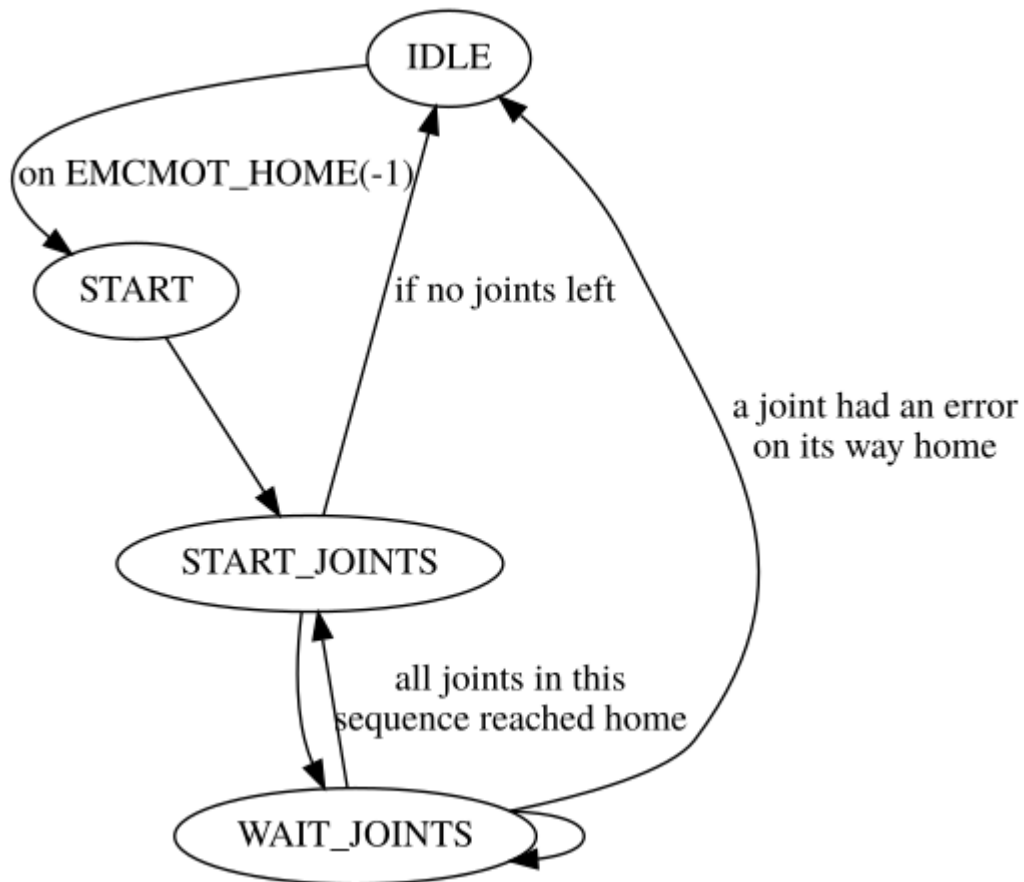 IDLE
on EMCMOT_HOME(-1)
START
if no joints left
a joint had an error
on its way home
START_JOINTS
all joints in this
sequence reached home
WAIT_JOINTS